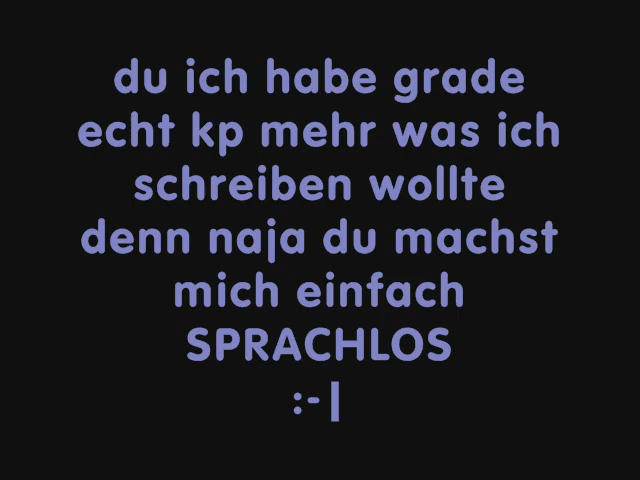 du ich habe grade
echt kp mehr was ich
schreiben wollte
denn naja du machst
mich einfach
SPRACHLOS
:-|